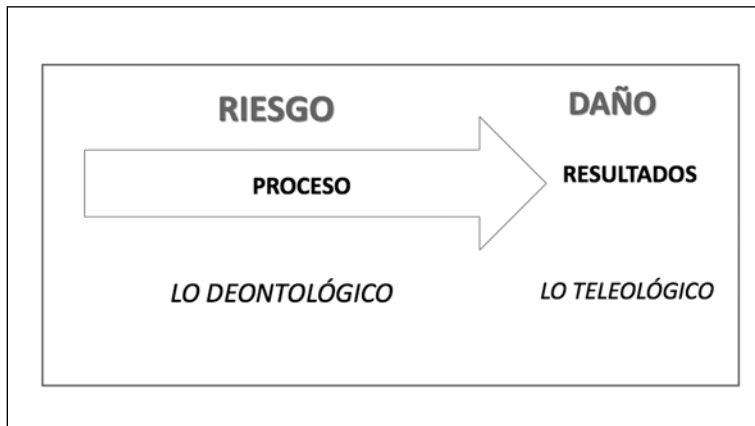 RIESGO
DAÑO
PROCESO
RESULTADOS
LO DEONTOLÓGICO
LO TELEOLÓGICO